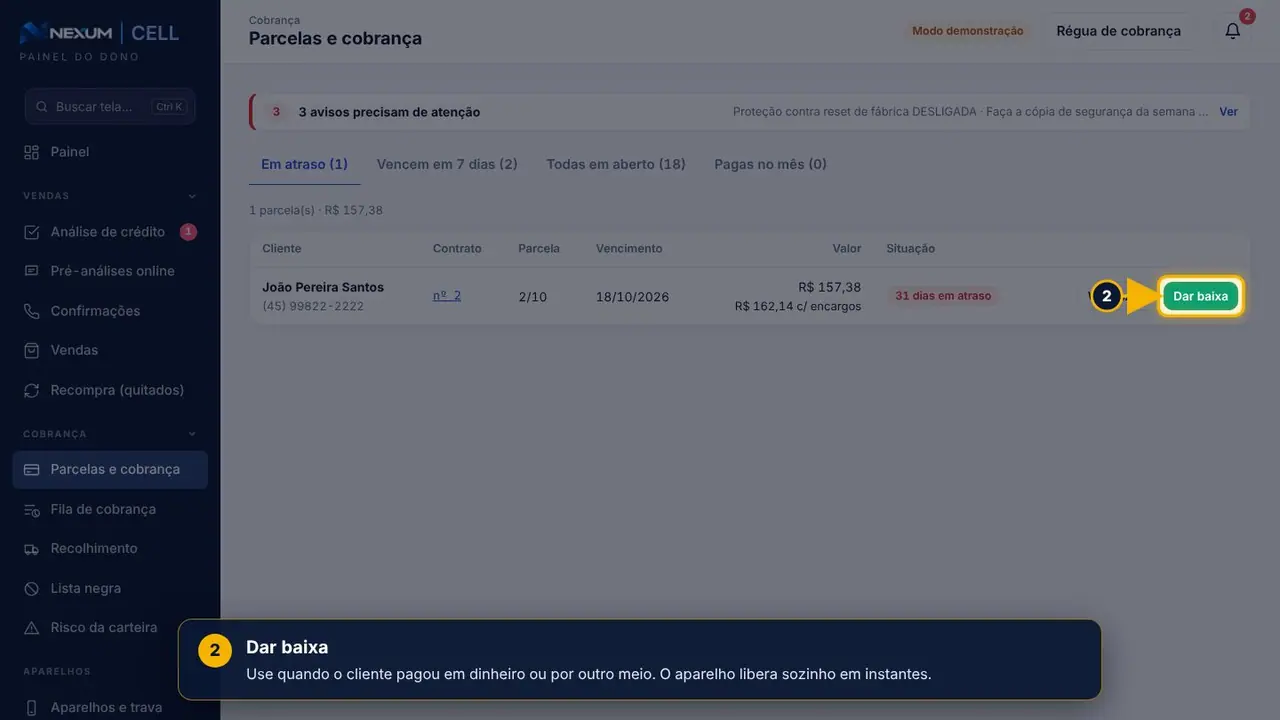 NEXUM | CELL
PAINEL DO DONO
Buscar tela... Ctrl K
Painel
VENDAS
Análise de crédito 1
Pré-análises online
Confirmações
Vendas
Recompra (quitados)
COBRANÇA
Parcelas e cobrança
Fila de cobrança
Recolhimento
Lista negra
Risco da carteira
APARELHOS
Aparelhos e trava
Cobrança
Parcelas e cobrança
Modo demonstração
Régua de cobrança
2
3 3 avisos precisam de atenção
Proteção contra reset de fábrica DESLIGADA · Faça a cópia de segurança da semana ... Ver
Em atraso (1) Vencem em 7 dias (2) Todas em aberto (18) Pagas no mês (0)
1 parcela(s) · R$ 157,38
Cliente Contrato Parcela Vencimento Valor Situação
João Pereira Santos
(45) 99822-2222
nº 2
2/10
18/10/2026
R$ 157,38
R$ 162,14 c/ encargos
31 dias em atraso
2
Dar baixa
2
Dar baixa
Use quando o cliente pagou em dinheiro ou por outro meio. O aparelho libera sozinho em instantes.